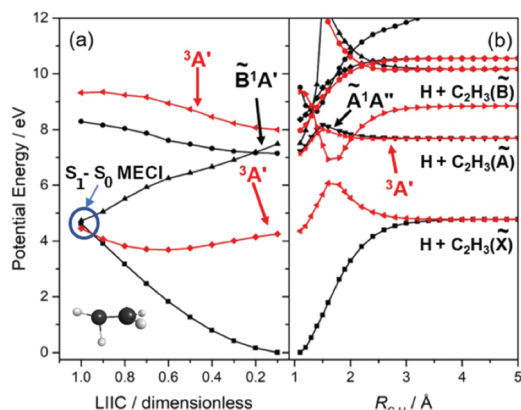 (a)
(b)
³A'
B̃¹A'
S₁- S₀ MECI
³A'
Ã¹A''
H + C₂H₃(B̃)
H + C₂H₃(Ã)
³A'
H + C₂H₃(X̃)
Potential Energy / eV
12
10
8
6
4
2
0
1.0 0.8 0.6 0.4 0.2
1 2 3 4 5
LIIC / dimensionless